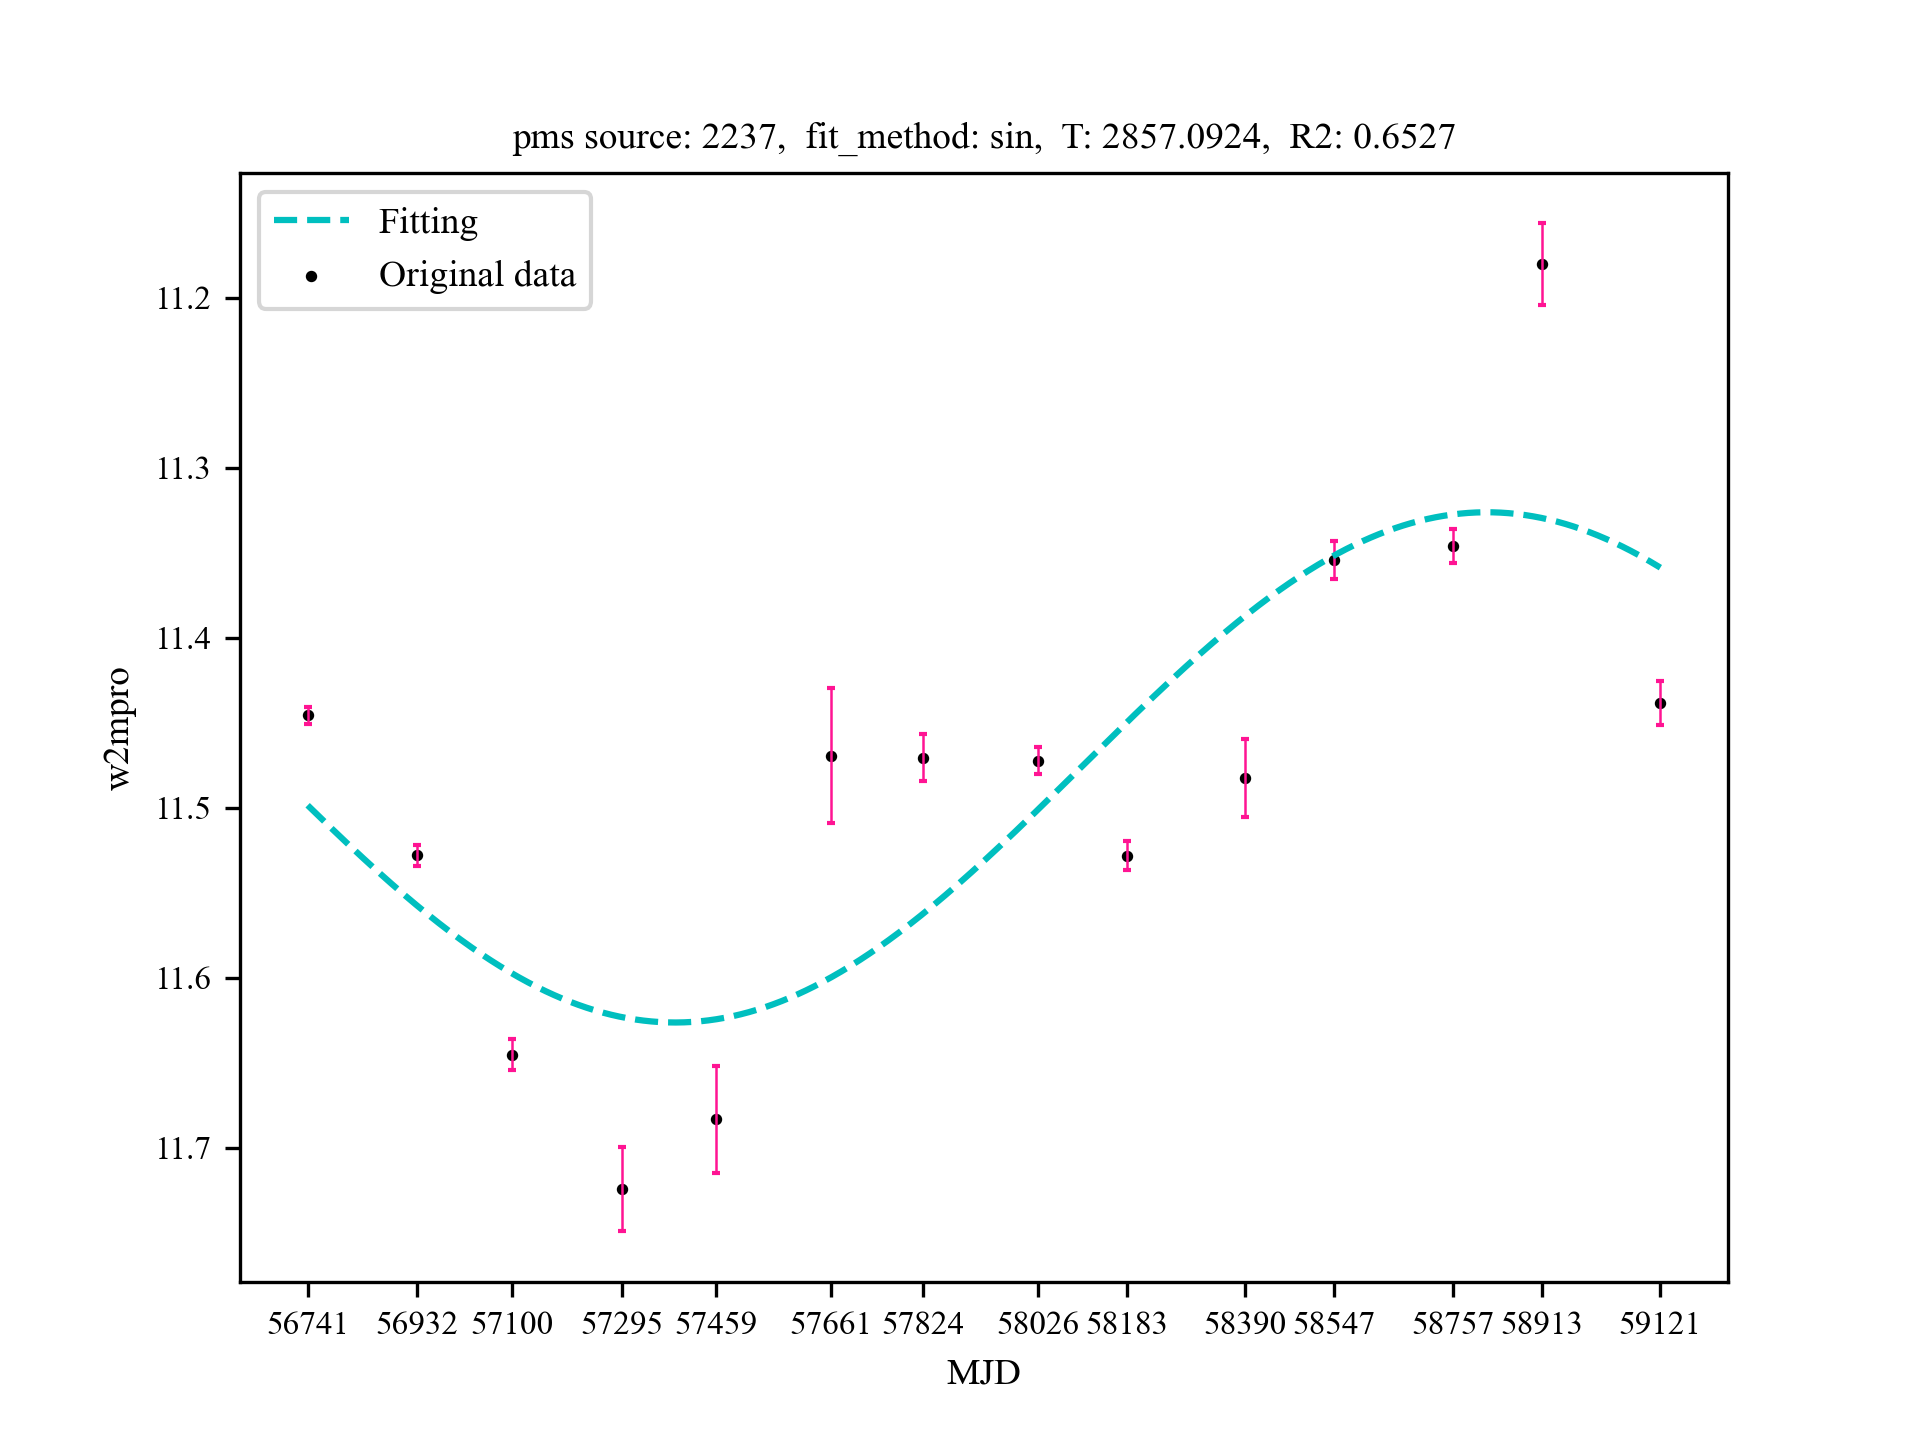 pms source: 2237,  fit_method: sin,  T: 2857.0924,  R2: 0.6527
Fitting
Original data
11.2
11.3
11.4
11.5
11.6
11.7
w2mpro
56741 56932 57100 57295 57459 57661 57824 58026 58183 58390 58547 58757 58913 59121
MJD